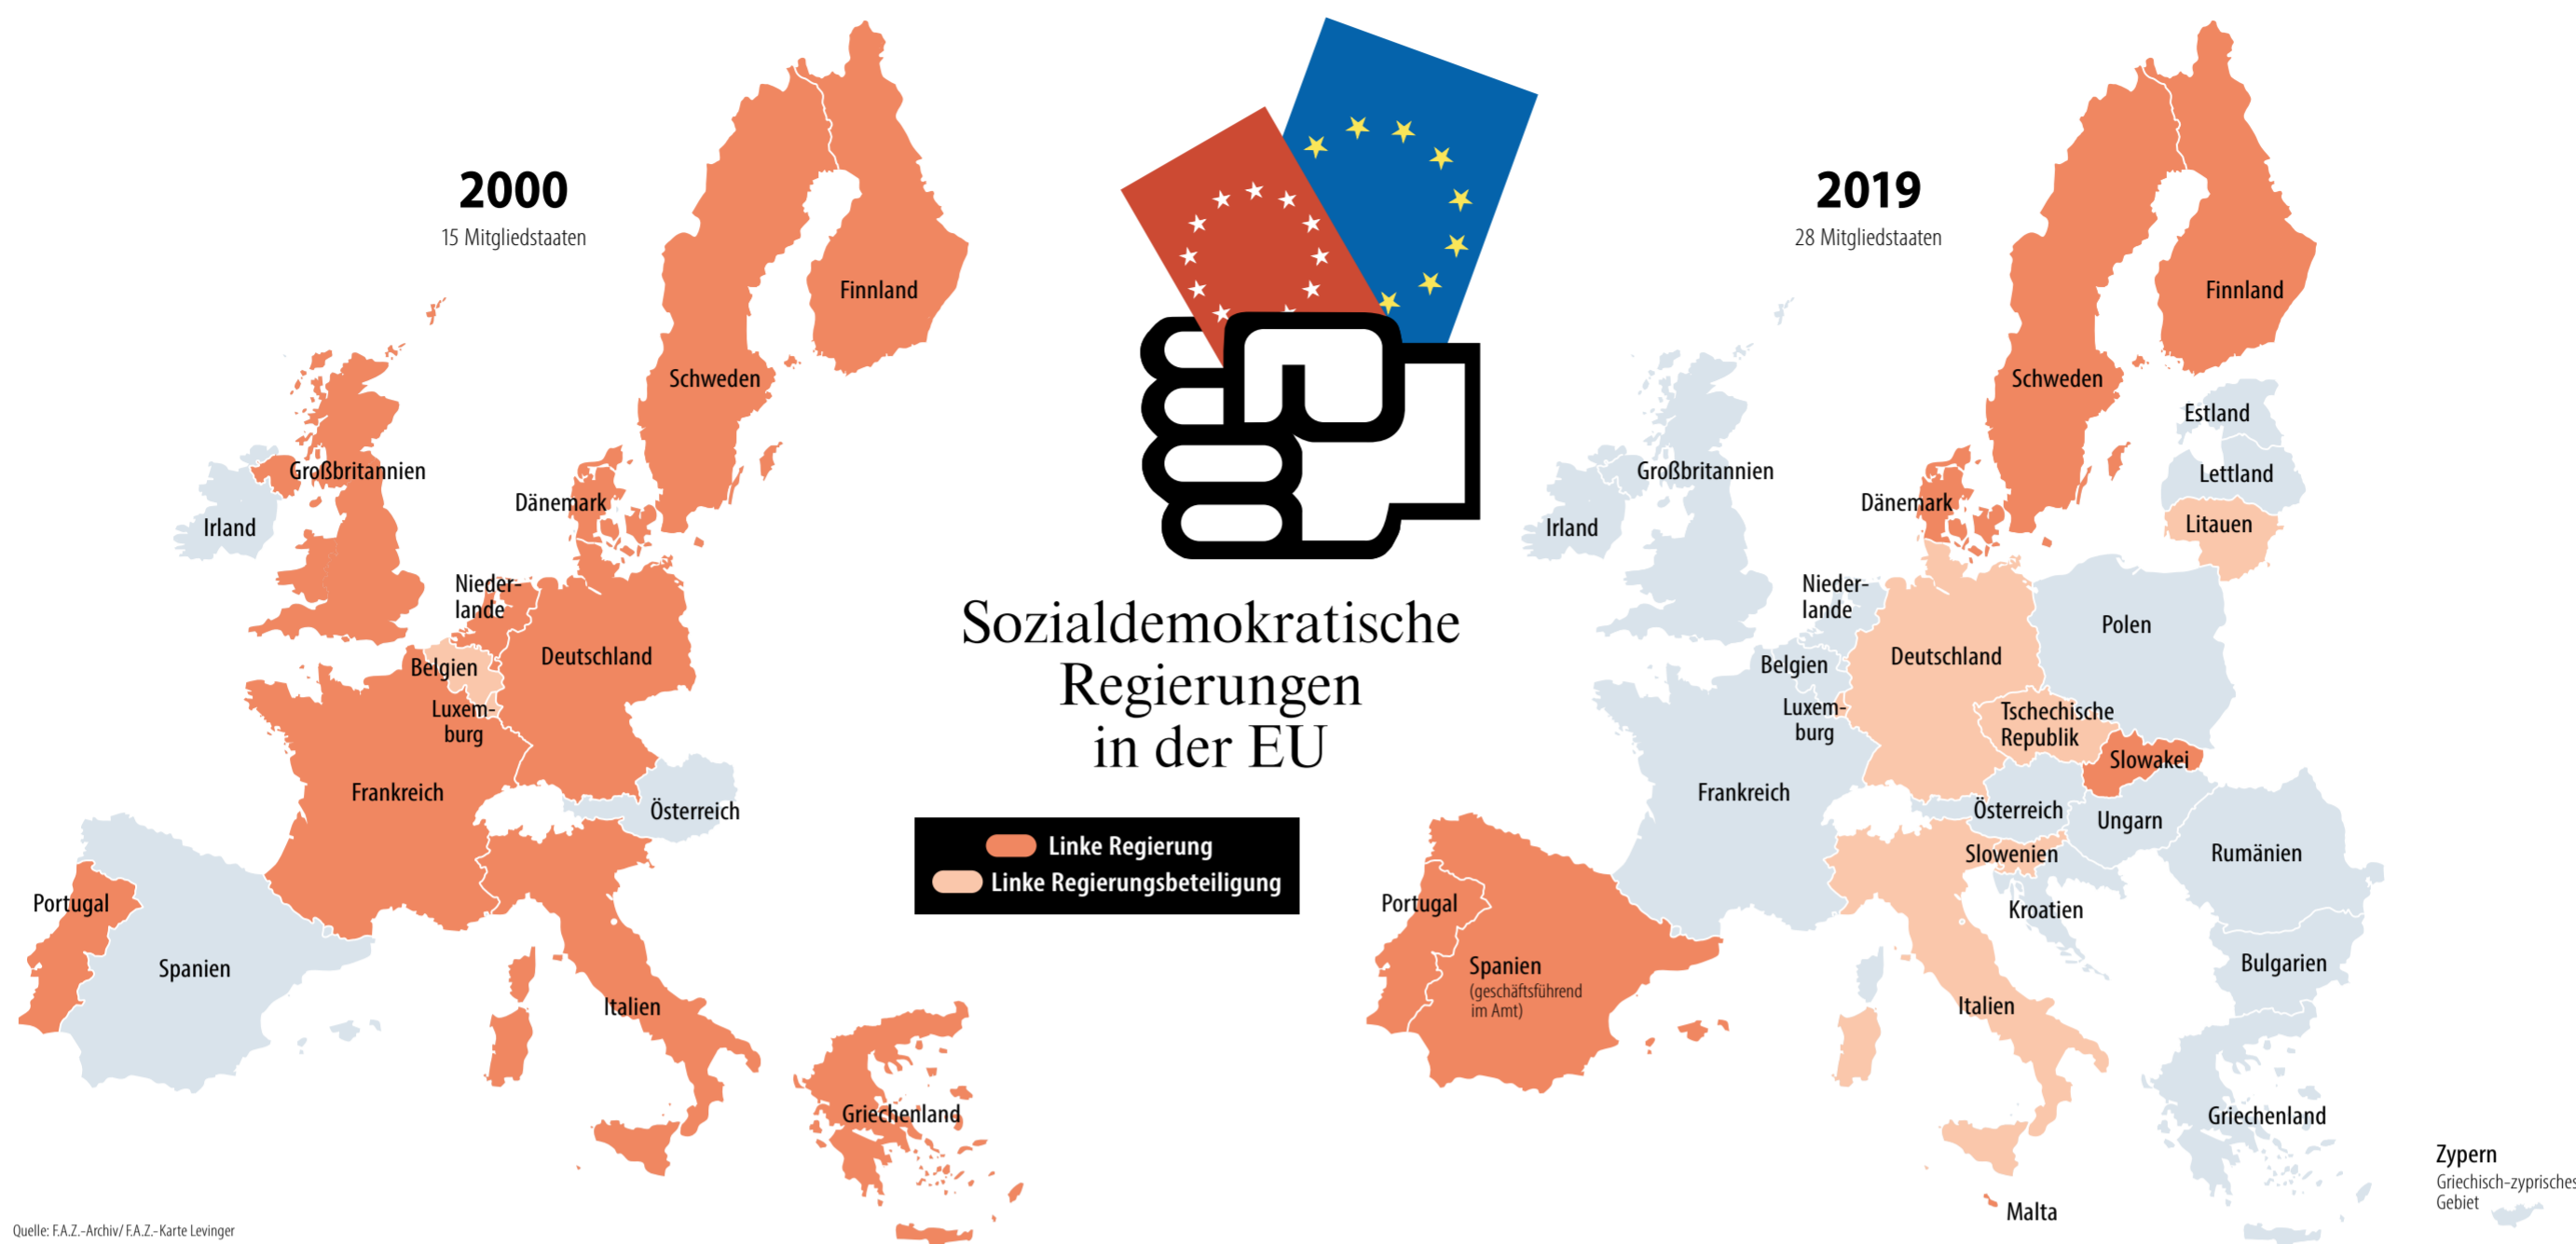 2000
15 Mitgliedstaaten
Finnland
Schweden
Großbritannien
Dänemark
Irland
Nieder-
lande
Deutschland
Belgien
Luxem-
burg
Frankreich
Österreich
Portugal
Spanien
Italien
Griechenland
Quelle: F.A.Z.-Archiv/ F.A.Z.-Karte Levinger
Sozialdemokratische
Regierungen
in der EU
Linke Regierung
Linke Regierungsbeteiligung
2019
28 Mitgliedstaaten
Finnland
Schweden
Estland
Großbritannien
Lettland
Dänemark
Litauen
Irland
Nieder-
lande
Polen
Deutschland
Belgien
Luxem-
burg
Tschechische
Republik
Slowakei
Frankreich
Österreich
Ungarn
Slowenien
Rumänien
Portugal
Kroatien
Spanien
(geschäftsführend
im Amt)
Bulgarien
Italien
Griechenland
Zypern
Griechisch-zyprisches
Gebiet
Malta